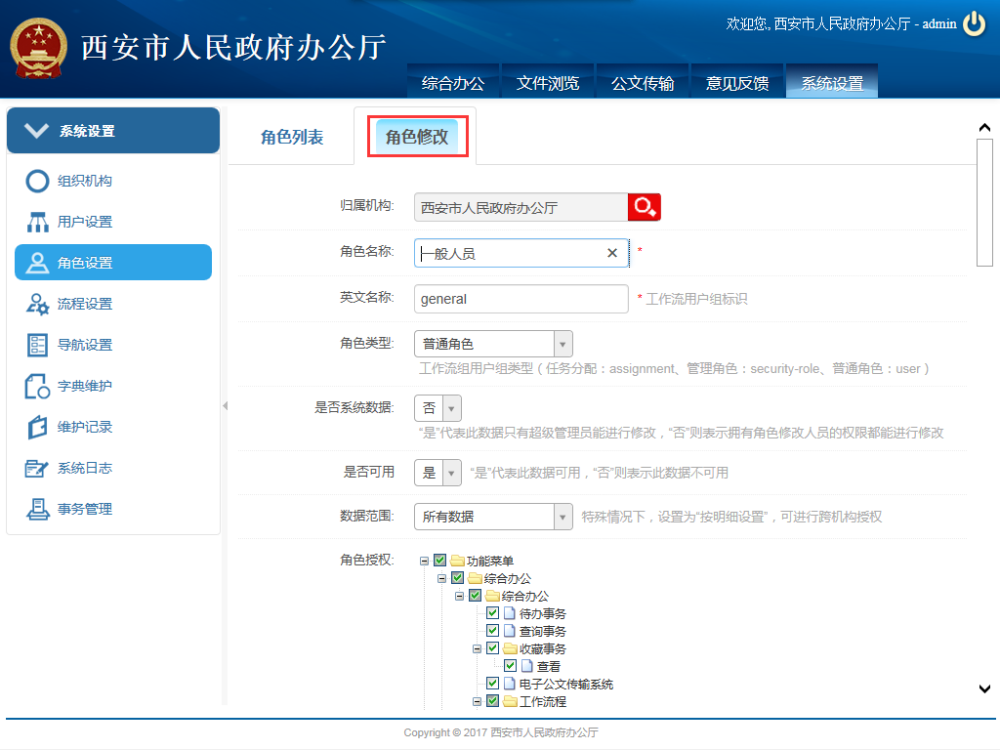 欢迎您, 西安市人民政府办公厅 - admin
西安市人民政府办公厅
综合办公 文件浏览 公文传输 意见反馈 系统设置
系统设置
组织机构
用户设置
角色设置
流程设置
导航设置
字典维护
维护记录
系统日志
事务管理
角色列表 角色修改
归属机构: 西安市人民政府办公厅
角色名称: 一般人员 *
英文名称: general * 工作流用户组标识
角色类型: 普通角色
工作流组用户组类型（任务分配：assignment、管理角色：security-role、普通角色：user）
是否系统数据: 否
“是”代表此数据只有超级管理员能进行修改，“否”则表示拥有角色修改人员的权限都能进行修改
是否可用 是 “是”代表此数据可用，“否”则表示此数据不可用
数据范围: 所有数据 特殊情况下，设置为“按明细设置”，可进行跨机构授权
角色授权: 功能菜单
综合办公
综合办公
待办事务
查询事务
收藏事务
查看
电子公文传输系统
工作流程
Copyright © 2017 西安市人民政府办公厅